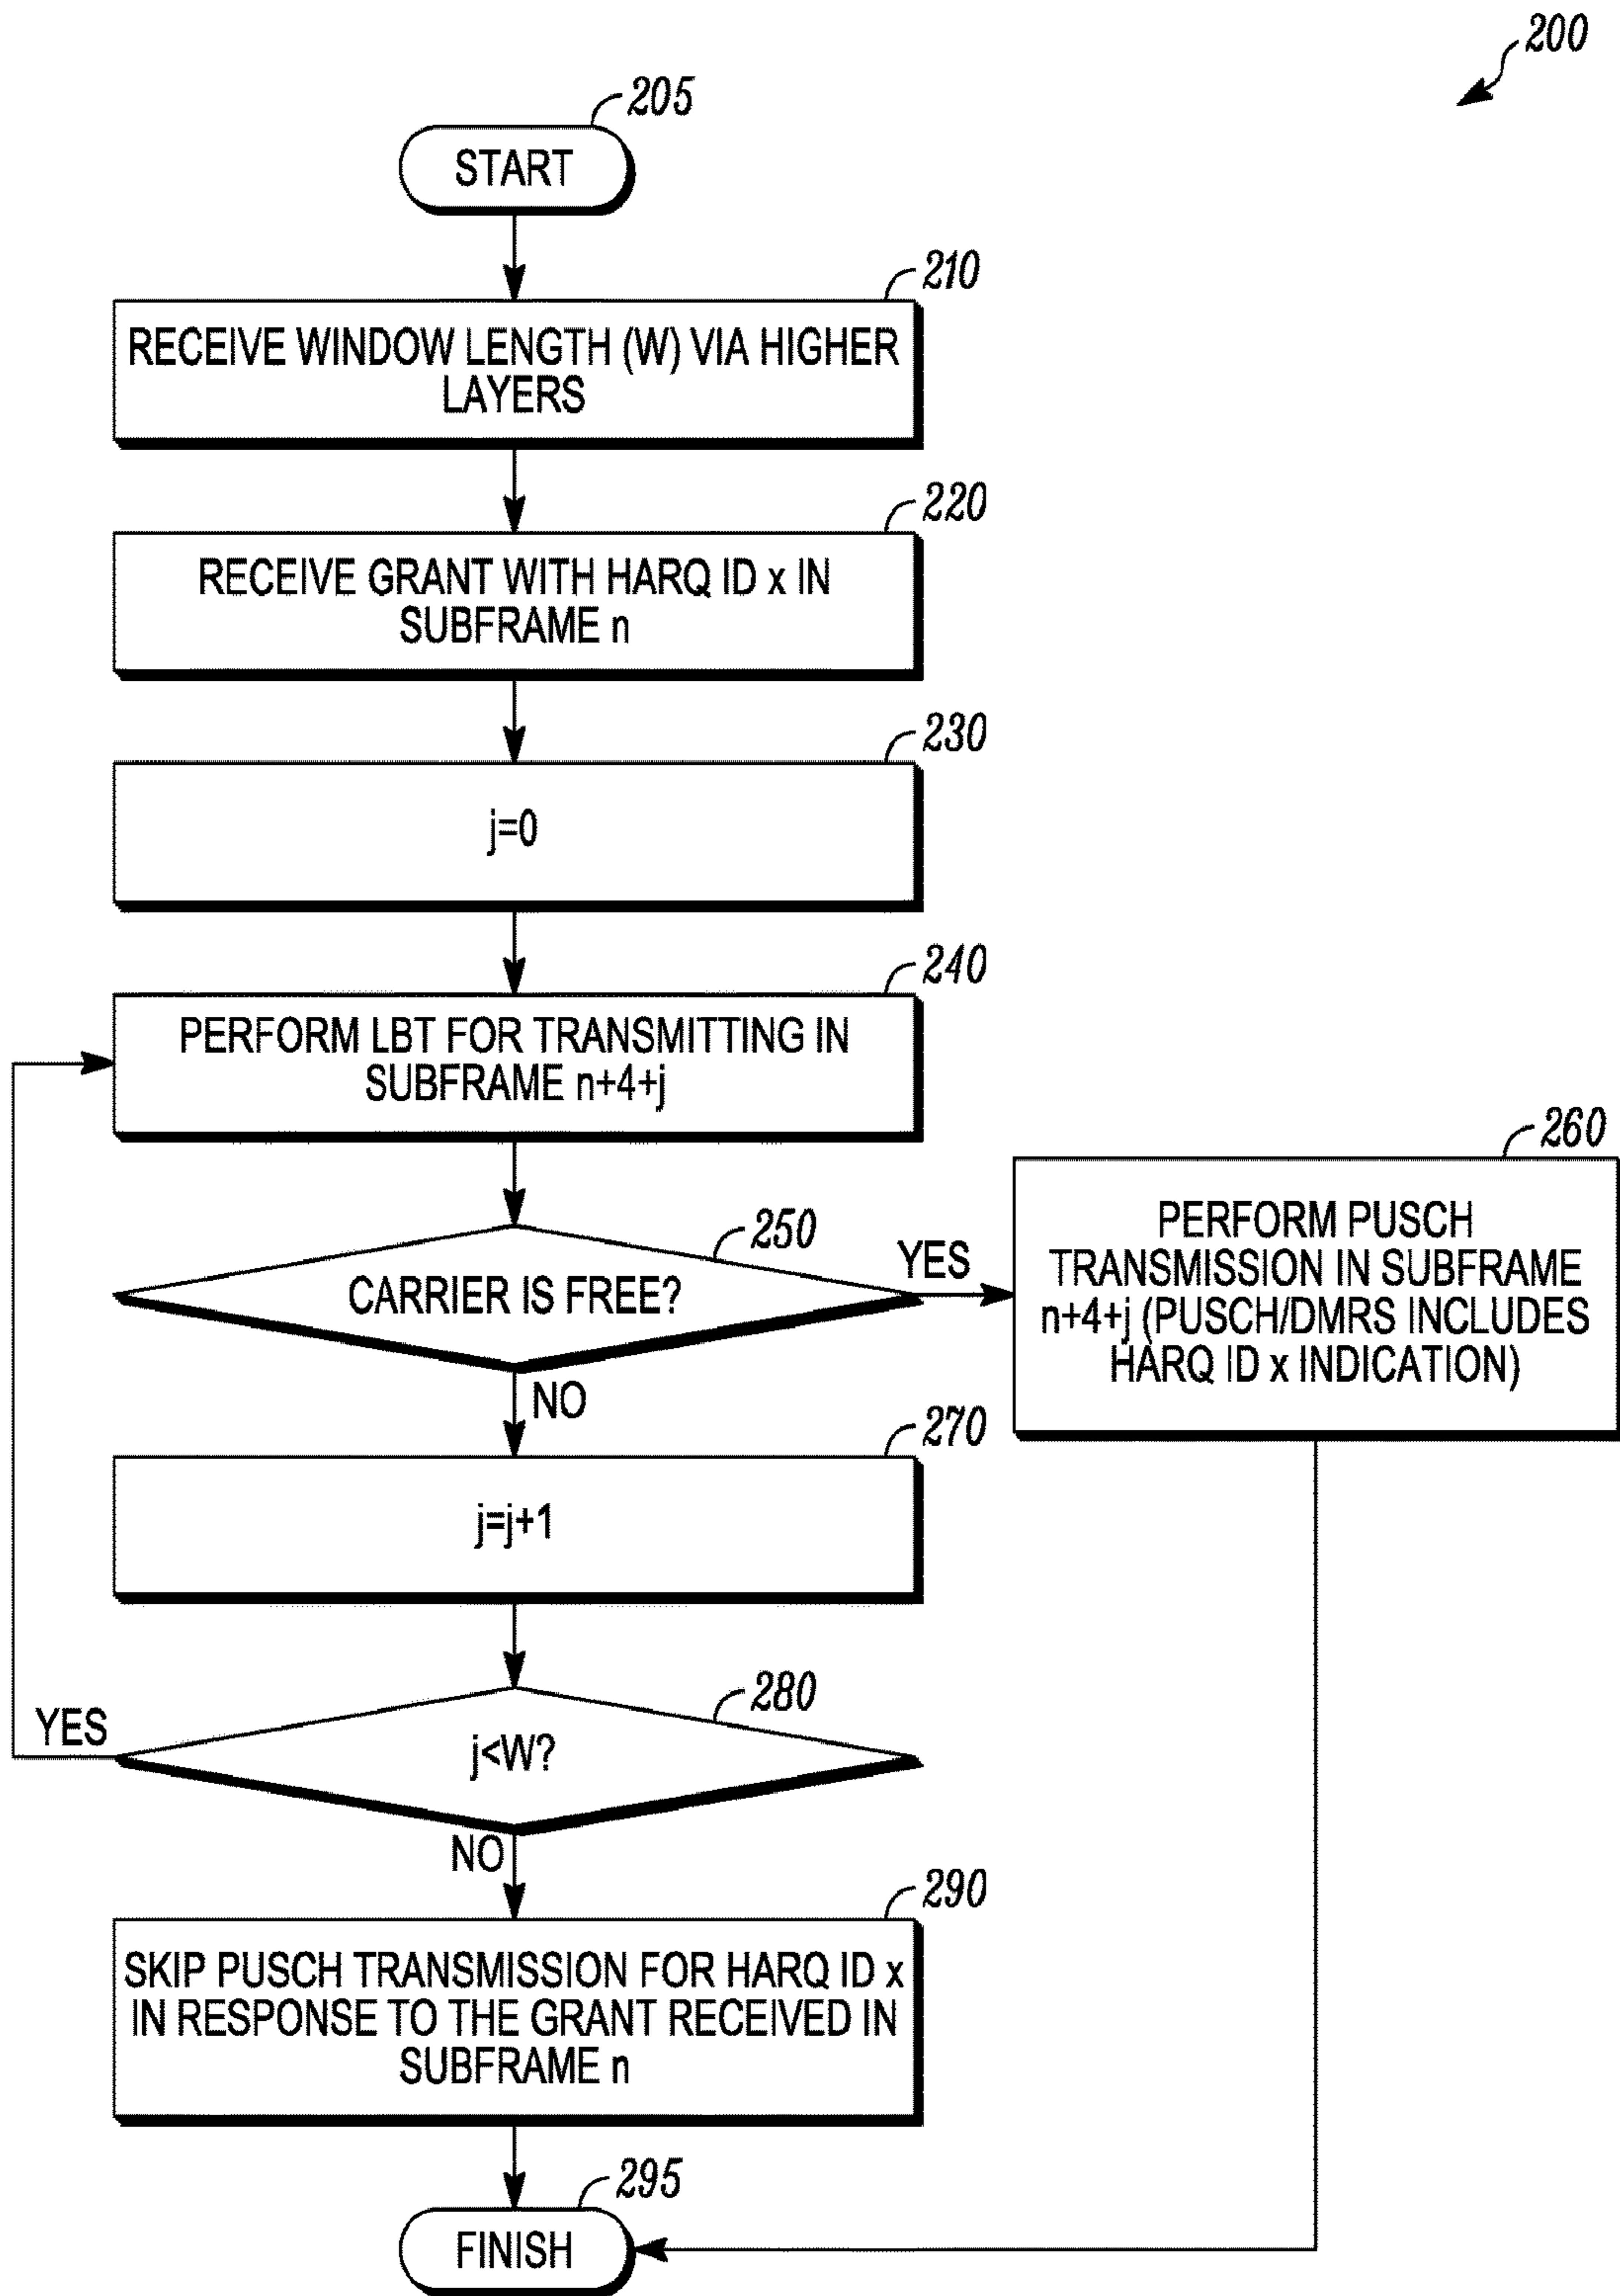 200
205
START
210
RECEIVE WINDOW LENGTH (W) VIA HIGHER
LAYERS
220
RECEIVE GRANT WITH HARQ ID x IN
SUBFRAME n
230
j=0
240
PERFORM LBT FOR TRANSMITTING IN
SUBFRAME n+4+j
250
CARRIER IS FREE?
YES
260
PERFORM PUSCH
TRANSMISSION IN SUBFRAME
n+4+j (PUSCH/DMRS INCLUDES
HARQ ID x INDICATION)
NO
270
j=j+1
280
j<W?
YES
NO
290
SKIP PUSCH TRANSMISSION FOR HARQ ID x
IN RESPONSE TO THE GRANT RECEIVED IN
SUBFRAME n
295
FINISH